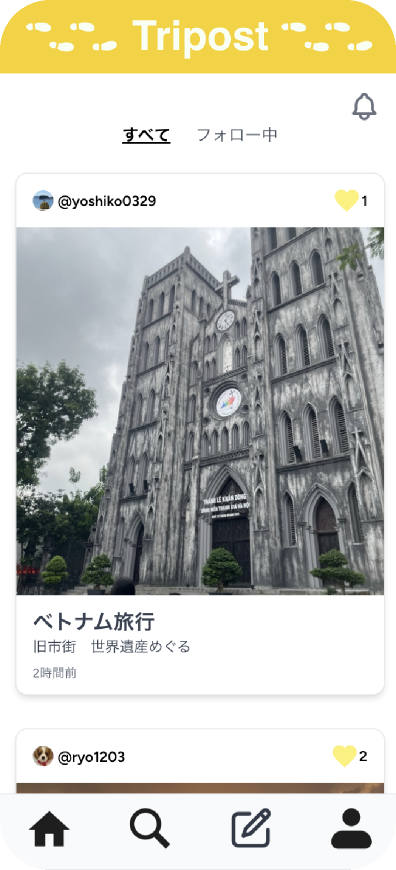 Tripost
すべて フォロー中
@yoshiko0329 1
ベトナム旅行
旧市街　世界遺産めぐる
2時間前
@ryo1203 2